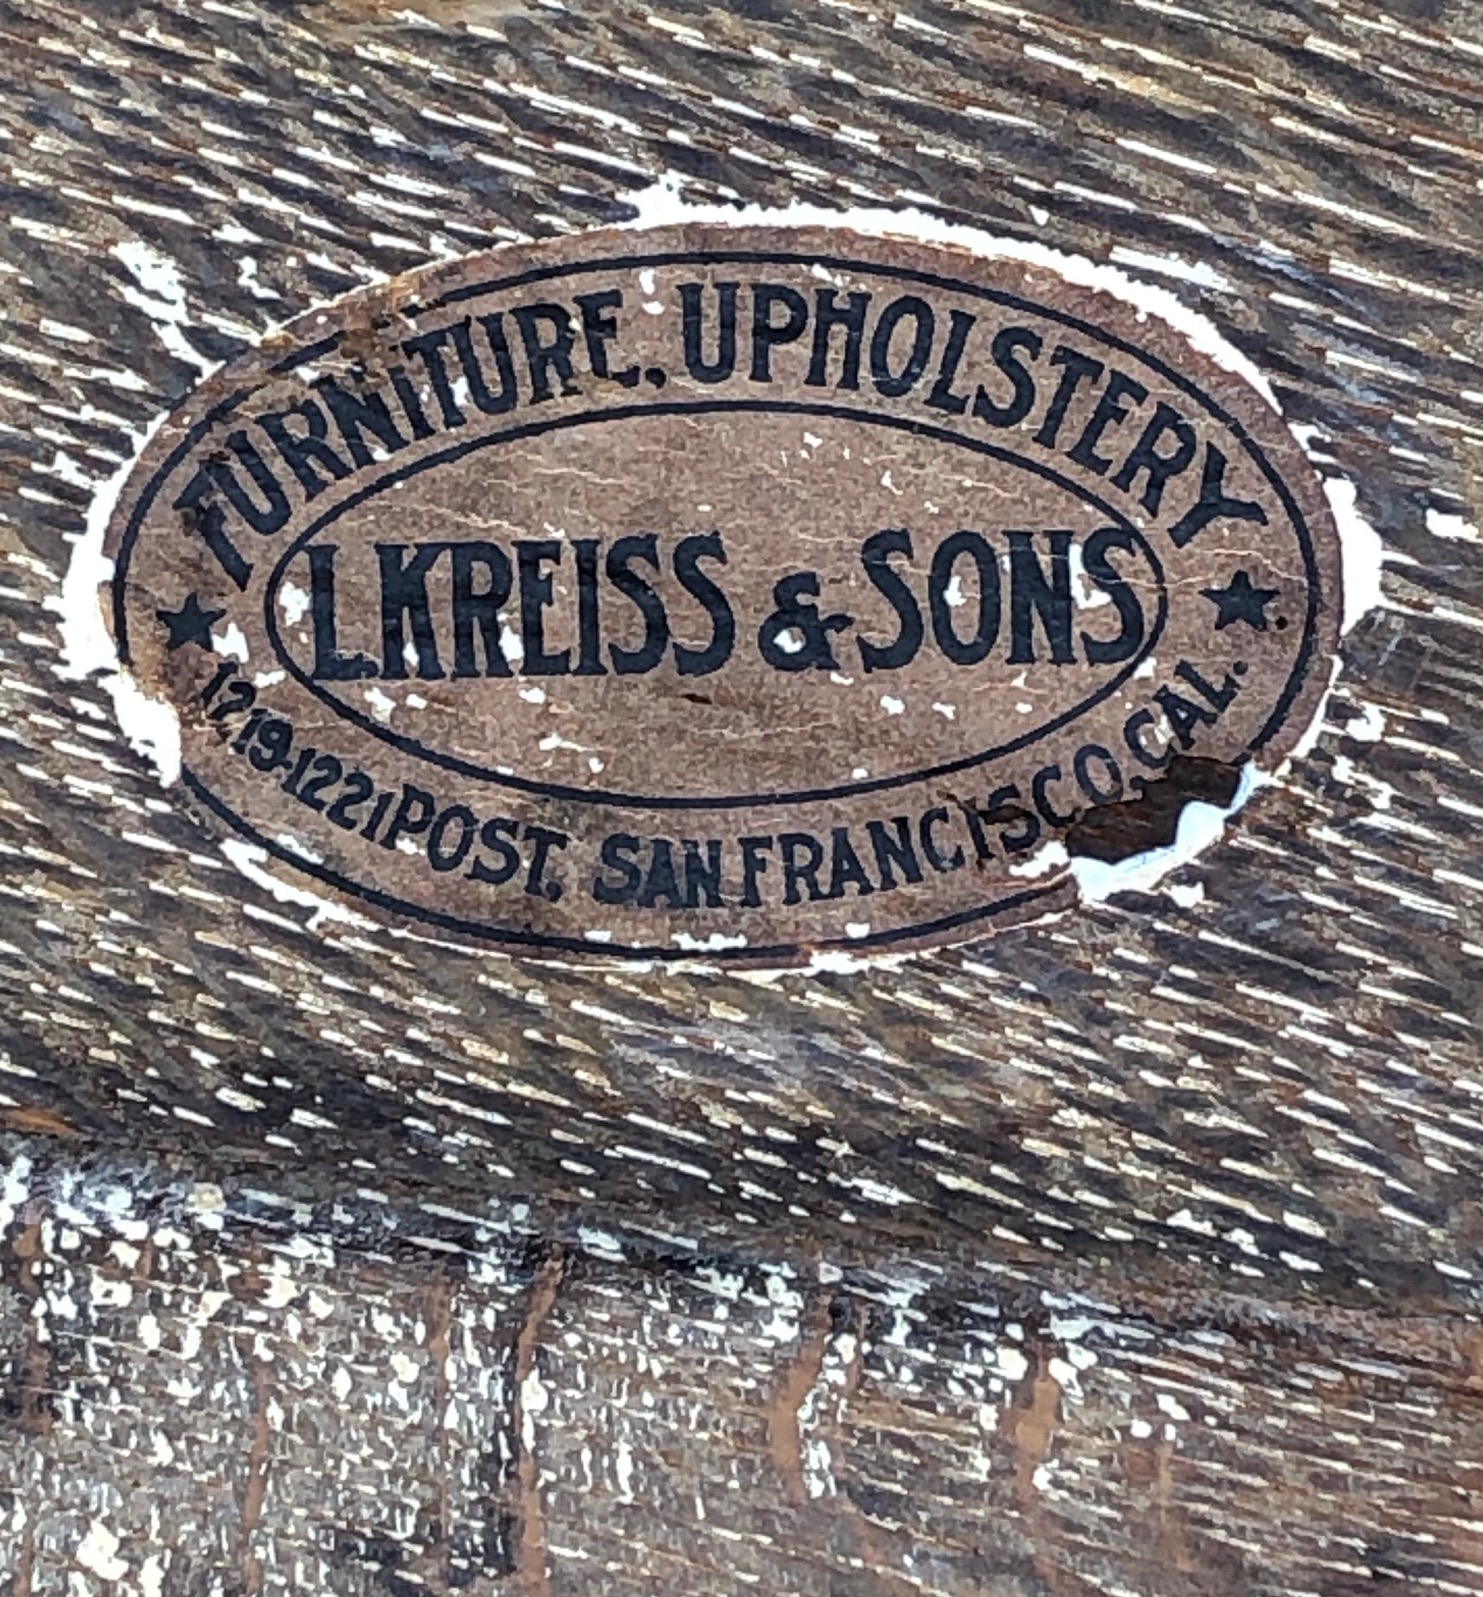 FURNITURE, UPHOLSTERY
L KREISS & SONS
1219-1221 POST. SAN FRANCISCO, CAL.